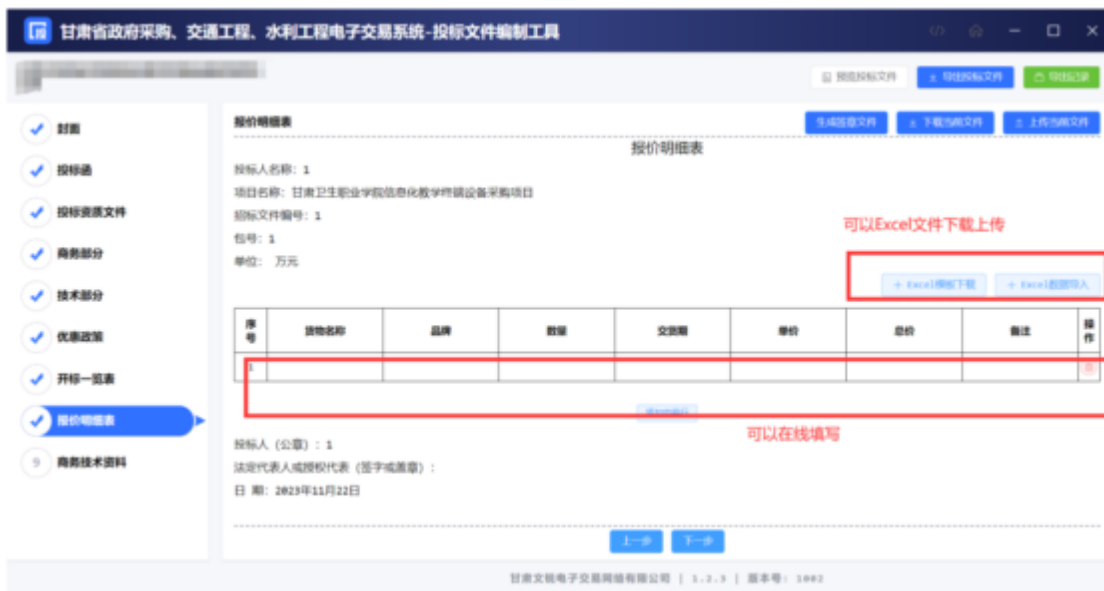 甘肃省政府采购、交通工程、水利工程电子交易系统-投标文件编制工具
预览投标文件
导出投标文件
导出记录
封面
投标函
投标资质文件
商务部分
技术部分
优惠政策
开标一览表
报价明细表
9 商务技术资料
报价明细表
生成签章文件
下载当前文件
上传当前文件
报价明细表
投标人名称：1
项目名称：甘肃卫生职业学院信息化教学终端设备采购项目
招标文件编号：1
包号：1
单位： 万元
可以Excel文件下载上传
+ Excel模板下载
+ Excel数据导入
序号 货物名称 品牌 数量 交货期 单价 总价 备注 操作
1
可以在线填写
投标人（公章）：1
法定代表人或授权代表（签字或盖章）：
日 期：2023年11月22日
上一步
下一步
甘肃文锐电子交易网络有限公司 | 1.2.3 | 版本号：1002